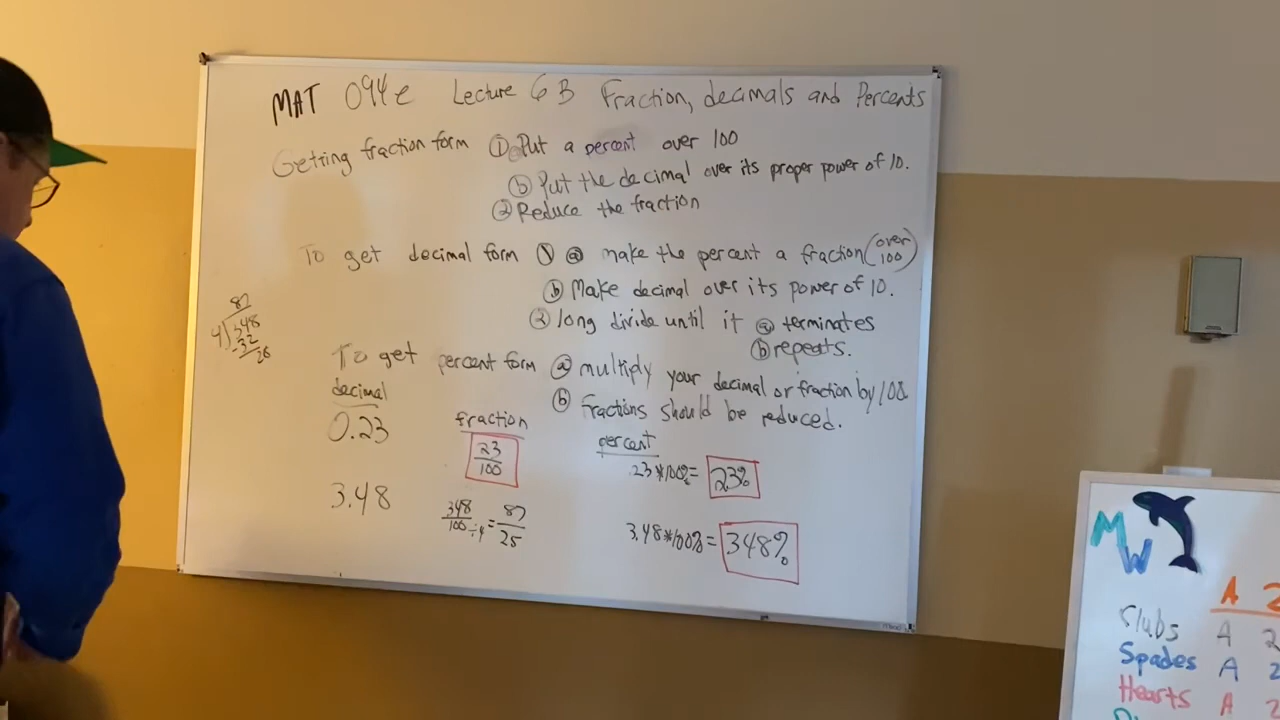 MAT 094e Lecture 6B Fraction, decimals and Percents
Getting fraction form ① Put a percent over 100
ⓑ Put the decimal over its proper power of 10.
② Reduce the fraction
To get decimal form ① ⓐ make the percent a fraction (over 100)
ⓑ Make decimal over its power of 10.
② long divide until it ⓐ terminates
ⓑ repeats.
87
4)348
-32
28
To get percent form ⓐ multiply your decimal or fraction by 100
ⓑ Fractions should be reduced.
decimal fraction percent
0.23 23/100 .23*100%= 23%
3.48 348/100 ÷4 = 87/25 3.48*100%= 348%
MW
A 2
Clubs A 2
Spades A 2
Hearts A 2